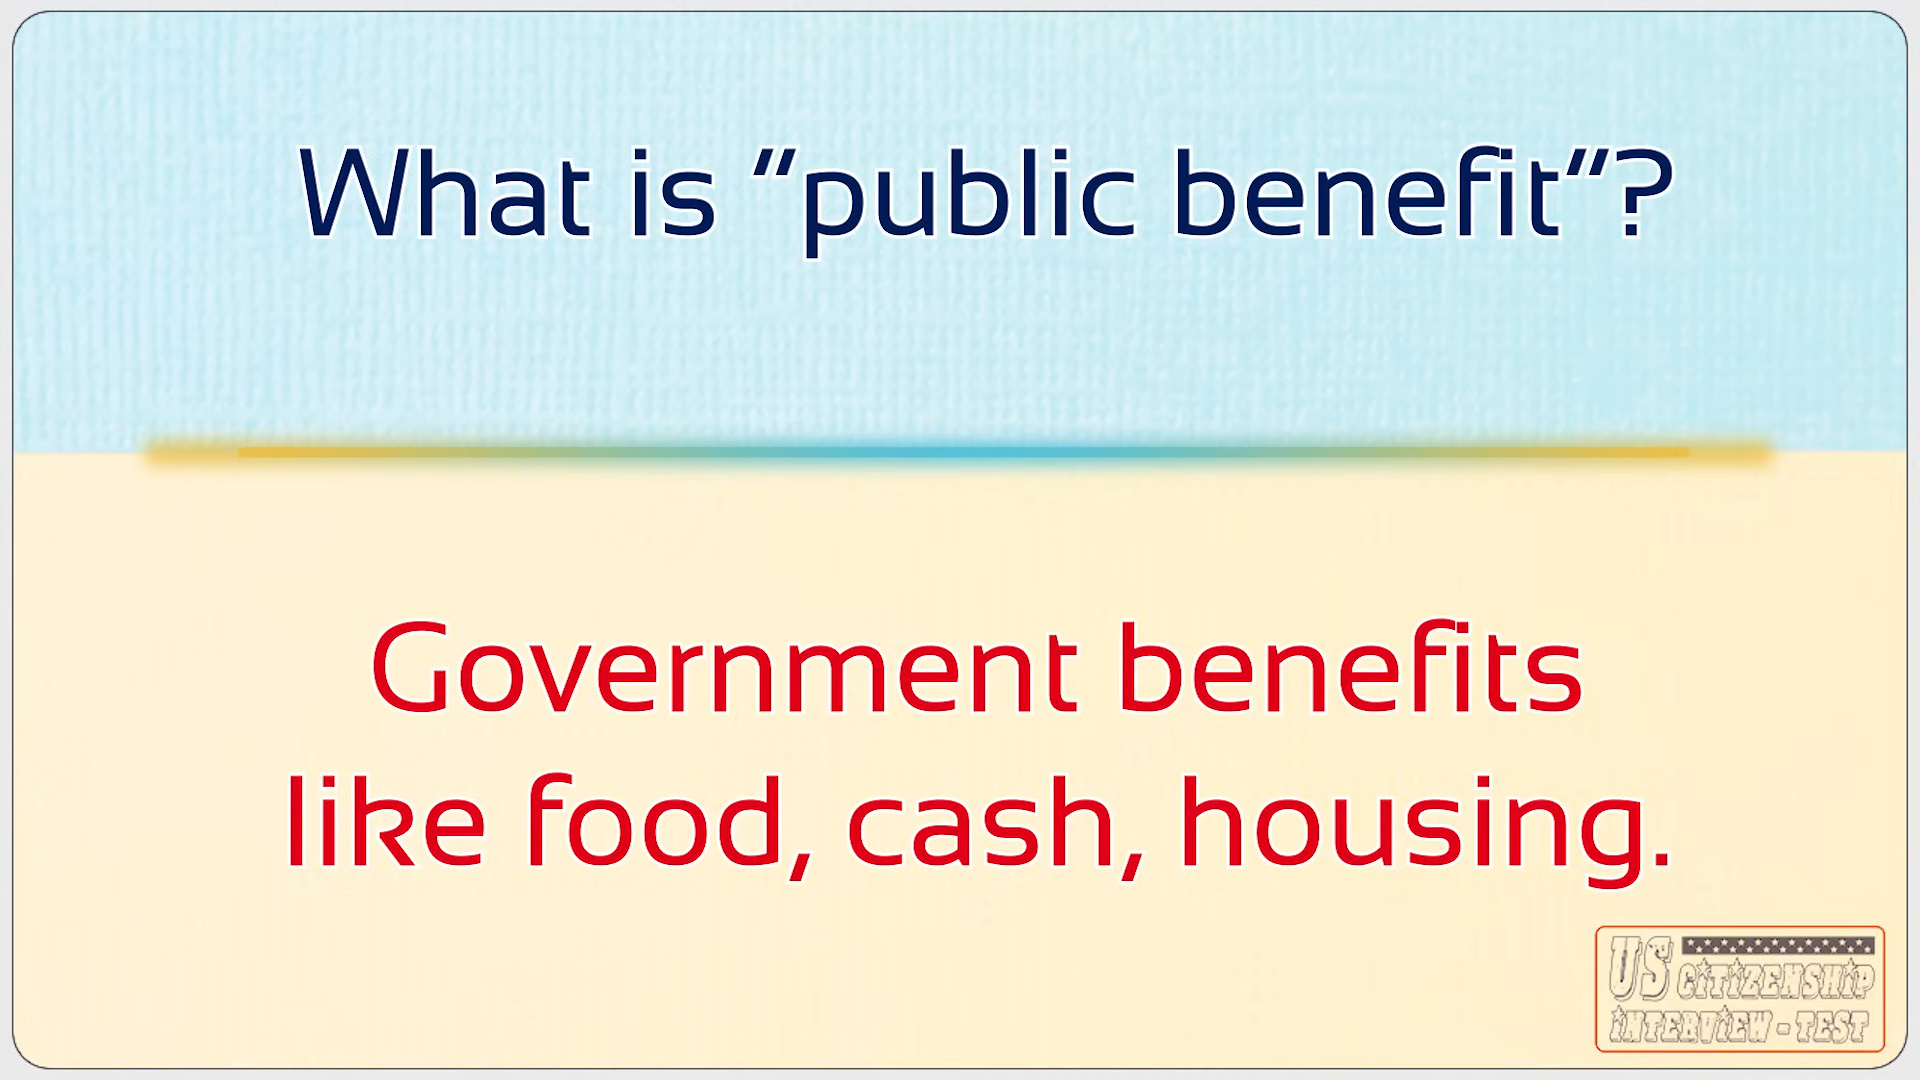 What is “public benefit”?
Government benefits
like food, cash, housing.
US CITIZENSHIP
INTERVIEW - TEST